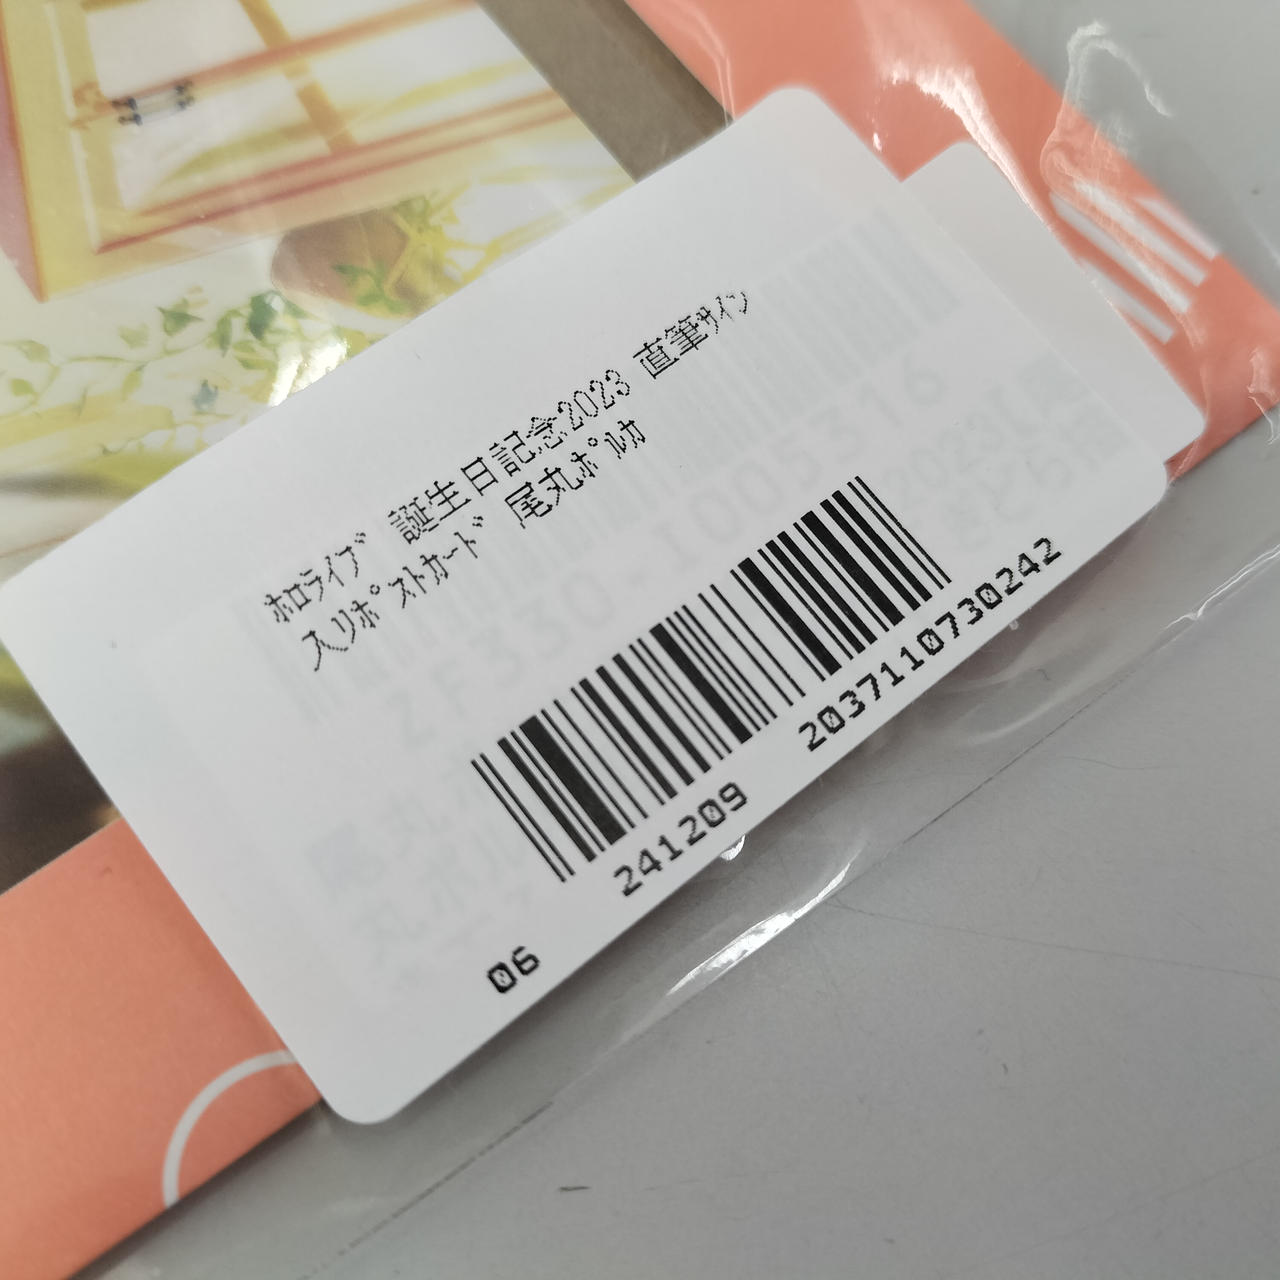 ﾎﾛﾗｲﾌﾞ 誕生日記念2023 直筆ｻｲﾝ
入りﾎﾟｽﾄｶｰﾄﾞ 尾丸ﾎﾟﾙｶ
06 241209 2037110730242